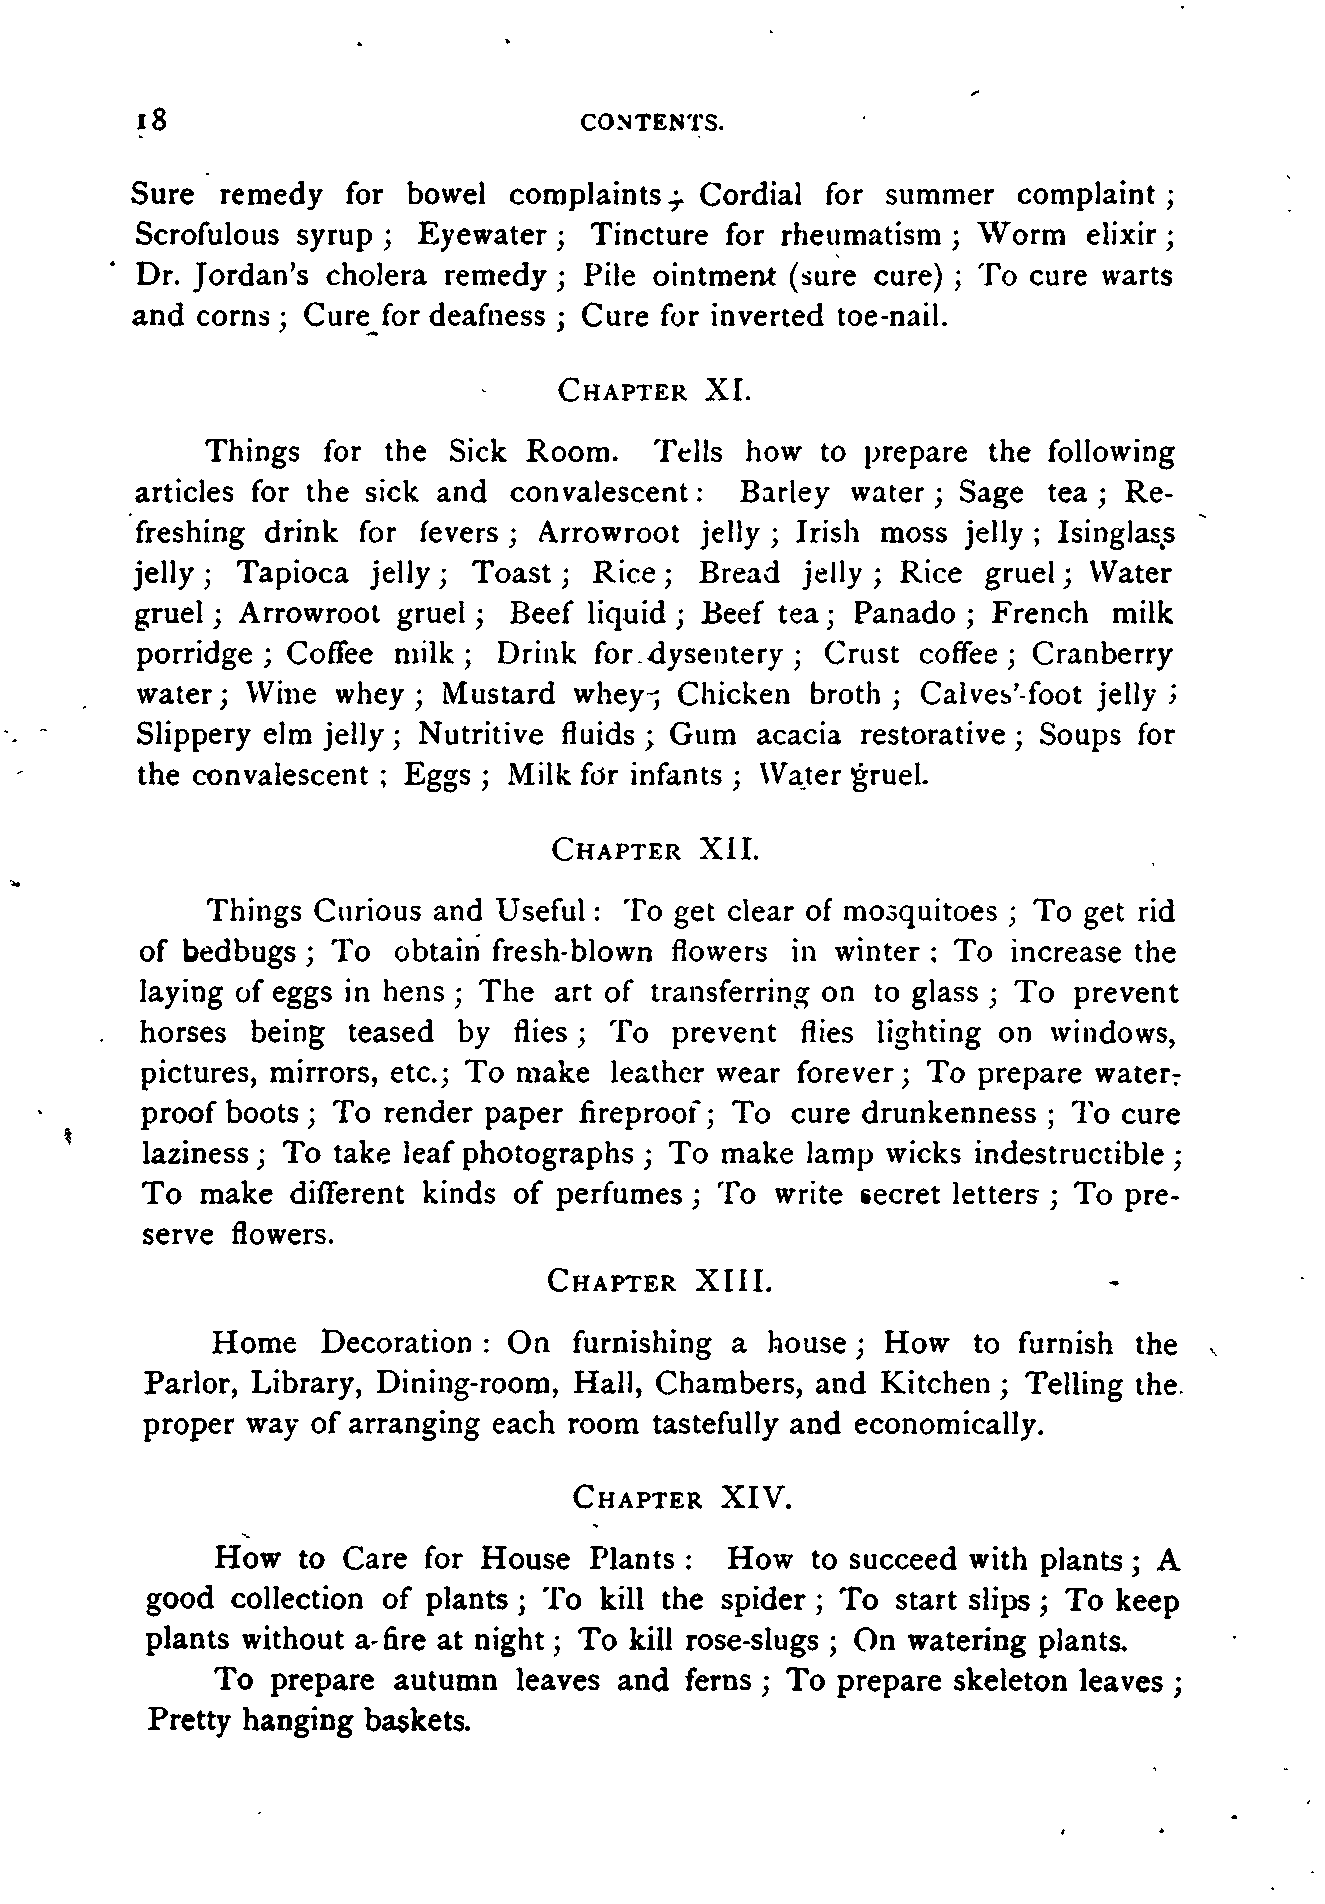 18 CONTENTS.
Sure remedy for bowel complaints; Cordial for summer complaint;
Scrofulous syrup; Eyewater; Tincture for rheumatism; Worm elixir;
Dr. Jordan's cholera remedy; Pile ointment (sure cure); To cure warts
and corns; Cure for deafness; Cure for inverted toe-nail.
CHAPTER XI.
Things for the Sick Room. Tells how to prepare the following
articles for the sick and convalescent: Barley water; Sage tea; Re-
freshing drink for fevers; Arrowroot jelly; Irish moss jelly; Isinglass
jelly; Tapioca jelly; Toast; Rice; Bread jelly; Rice gruel; Water
gruel; Arrowroot gruel; Beef liquid; Beef tea; Panado; French milk
porridge; Coffee milk; Drink for dysentery; Crust coffee; Cranberry
water; Wine whey; Mustard whey; Chicken broth; Calves'-foot jelly;
Slippery elm jelly; Nutritive fluids; Gum acacia restorative; Soups for
the convalescent; Eggs; Milk for infants; Water gruel.
CHAPTER XII.
Things Curious and Useful: To get clear of mosquitoes; To get rid
of bedbugs; To obtain fresh-blown flowers in winter: To increase the
laying of eggs in hens; The art of transferring on to glass; To prevent
horses being teased by flies; To prevent flies lighting on windows,
pictures, mirrors, etc.; To make leather wear forever; To prepare water-
proof boots; To render paper fireproof; To cure drunkenness; To cure
laziness; To take leaf photographs; To make lamp wicks indestructible;
To make different kinds of perfumes; To write secret letters; To pre-
serve flowers.
CHAPTER XIII.
Home Decoration: On furnishing a house; How to furnish the
Parlor, Library, Dining-room, Hall, Chambers, and Kitchen; Telling the
proper way of arranging each room tastefully and economically.
CHAPTER XIV.
How to Care for House Plants: How to succeed with plants; A
good collection of plants; To kill the spider; To start slips; To keep
plants without a fire at night; To kill rose-slugs; On watering plants.
To prepare autumn leaves and ferns; To prepare skeleton leaves;
Pretty hanging baskets.